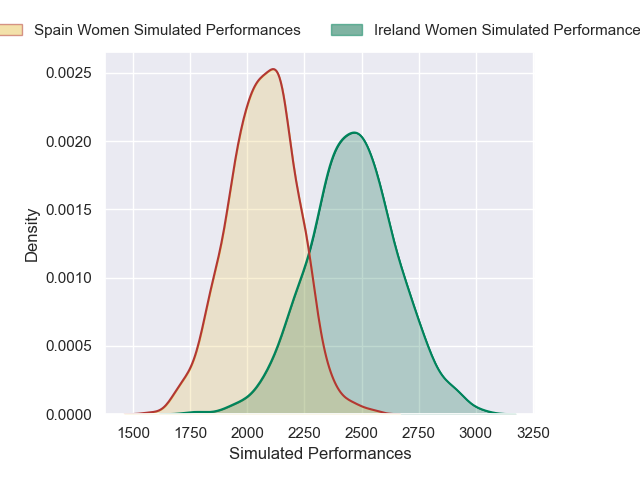 Spain Women Simulated Performances Ireland Women Simulated Performance
0.0025
0.0020
0.0015
0.0010
0.0005
0.0000
Density
1500 1750 2000 2250 2500 2750 3000 3250
Simulated Performances